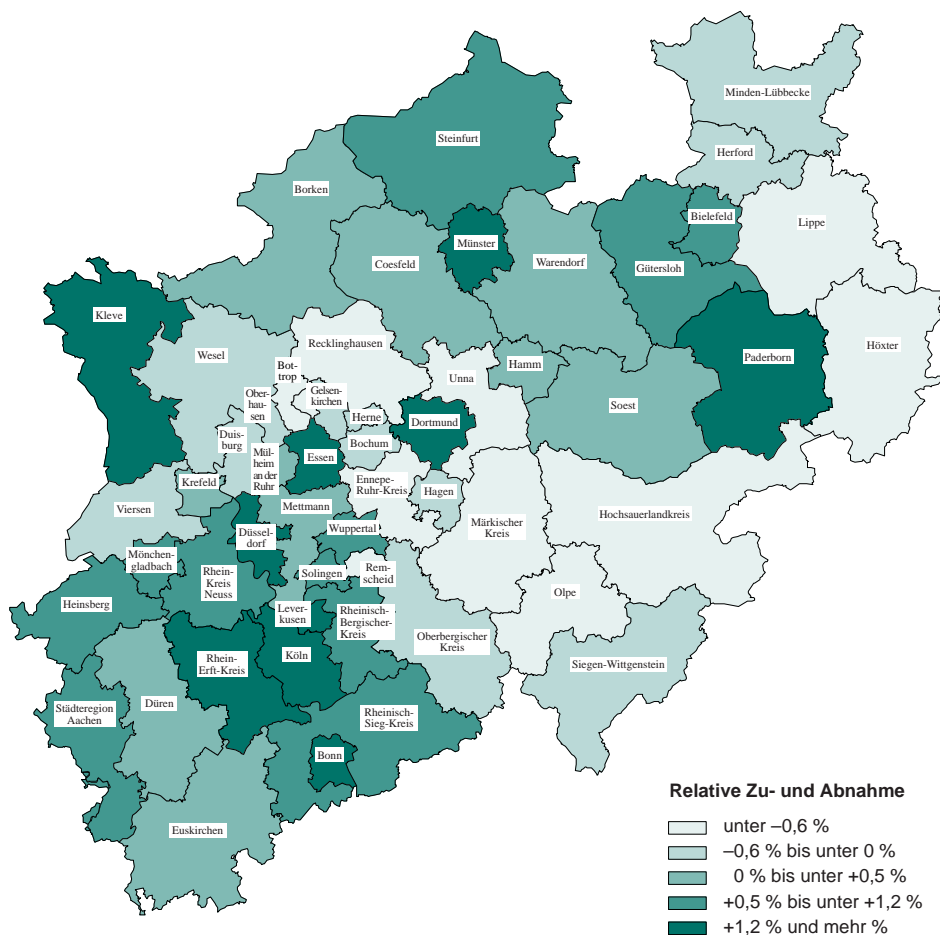 Minden-Lübbecke
Steinfurt
Herford
Borken
Bielefeld
Lippe
Münster
Coesfeld
Warendorf
Gütersloh
Kleve
Wesel
Recklinghausen
Höxter
Paderborn
Bot-
trop
Unna
Hamm
Gelsen-
kirchen
Ober-
hausen
Soest
Herne
Dortmund
Duis-
burg
Bochum
Essen
Mül-
heim
an der
Ruhr
Krefeld
Ennepe-
Ruhr-Kreis
Hagen
Viersen
Mettmann
Hochsauerlandkreis
Märkischer
Kreis
Wuppertal
Düssel-
dorf
Mönchen-
gladbach
Rhein-
Kreis
Neuss
Solingen
Rem-
scheid
Olpe
Heinsberg
Lever-
kusen
Rheinisch-
Bergischer-
Kreis
Oberbergischer
Kreis
Köln
Rhein-
Erft-Kreis
Siegen-Wittgenstein
Düren
Städteregion
Aachen
Rheinisch-
Sieg-Kreis
Bonn
Euskirchen
Relative Zu- und Abnahme
unter –0,6 %
–0,6 % bis unter 0 %
0 % bis unter +0,5 %
+0,5 % bis unter +1,2 %
+1,2 % und mehr %